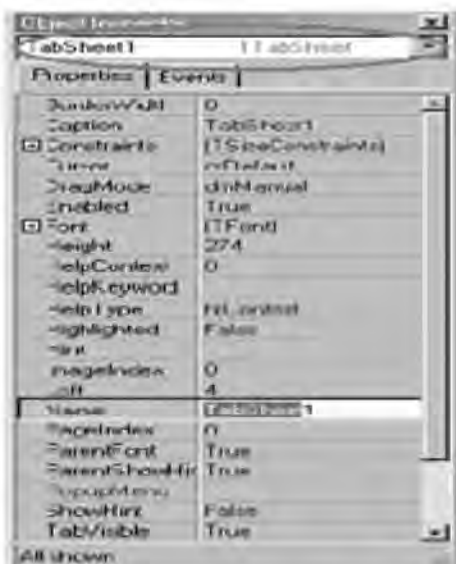 Object Inspector
TabSheet1 TTabSheet
Properties Events
BorderWidth 0
Caption TabSheet1
Constraints (TSizeConstraints)
Cursor crDefault
DragMode dmManual
Enabled True
Font (TFont)
Height 274
HelpContext 0
HelpKeyword
HelpType htContext
Highlighted False
Hint
ImageIndex 0
Left 4
Name TabSheet1
PageIndex 0
ParentFont True
ParentShowHin True
PopupMenu
ShowHint False
TabVisible True
All shown